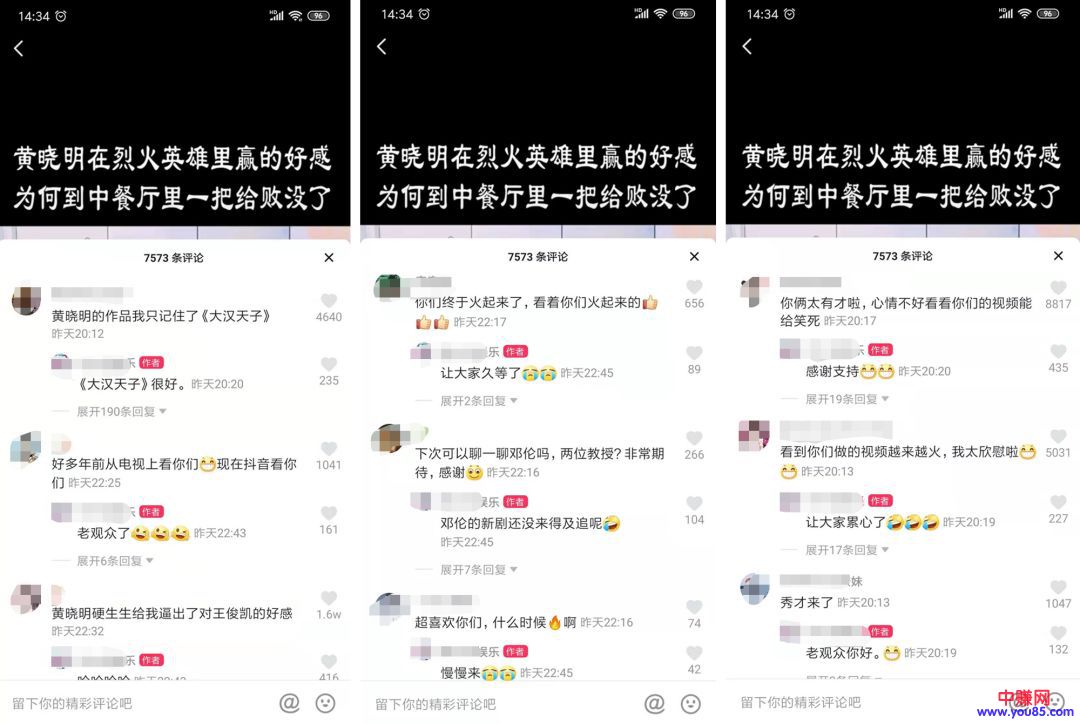 14:34
HD
96
黄晓明在烈火英雄里赢的好感
为何到中餐厅里一把给败没了
7573 条评论
黄晓明的作品我只记住了《大汉天子》
昨天20:12
4640
乐 作者
《大汉天子》很好。昨天20:20
235
展开190条回复
好多年前从电视上看你们😁现在抖音看你
们 昨天22:25
1041
作者
老观众了😜😜😜 昨天22:43
161
展开6条回复
黄晓明硬生生给我逼出了对王俊凯的好感
昨天22:32
1.6w
乐 作者
416
留下你的精彩评论吧
@
14:34
HD
96
黄晓明在烈火英雄里赢的好感
为何到中餐厅里一把给败没了
7573 条评论
你们终于火起来了，看着你们火起来的👍
👍👍 昨天22:17
656
乐 作者
让大家久等了😭😭 昨天22:45
89
展开2条回复
下次可以聊一聊邓伦吗，两位教授？非常期
待，感谢🙂 昨天22:16
266
娱乐 作者
邓伦的新剧还没来得及追呢🤣
昨天22:45
104
展开7条回复
超喜欢你们，什么时候🔥啊 昨天22:16
74
娱乐 作者
慢慢来😭😭 昨天22:45
42
留下你的精彩评论吧
@
14:34
HD
96
黄晓明在烈火英雄里赢的好感
为何到中餐厅里一把给败没了
7573 条评论
你俩太有才啦，心情不好看看你们的视频能
给笑死 昨天20:17
8817
乐 作者
感谢支持😁😁 昨天20:20
435
展开19条回复
看到你们做的视频越来越火，我太欣慰啦😁
😁 昨天20:13
5031
作者
让大家累心了🤣🤣🤣 昨天20:19
227
展开17条回复
妹
秀才来了 昨天20:13
1047
作者
老观众你好。😁 昨天20:19
132
留下你的精彩评论吧
中赚网
www.you85.com